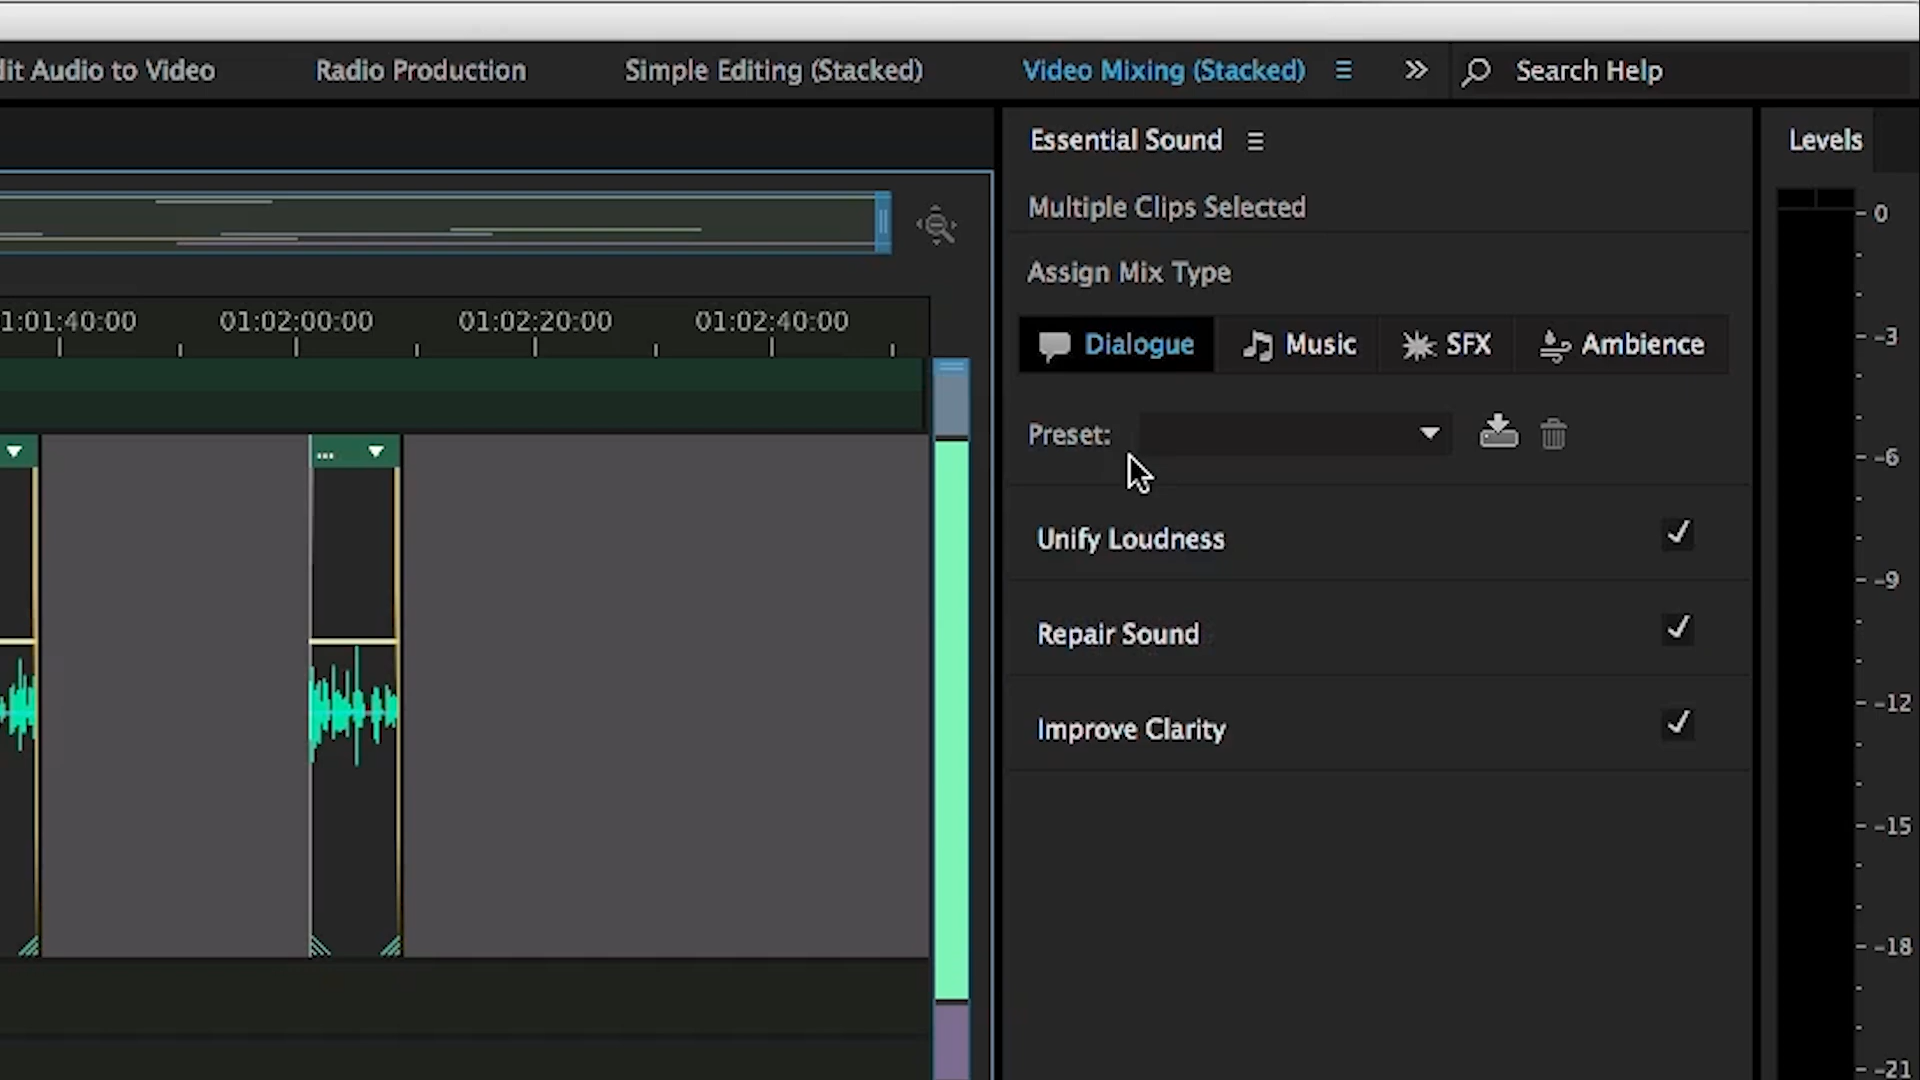 dit Audio to Video Radio Production Simple Editing (Stacked) Video Mixing (Stacked) Search Help
Essential Sound
Levels
Multiple Clips Selected
Assign Mix Type
1:01:40:00 01:02:00:00 01:02:20:00 01:02:40:00
Dialogue Music SFX Ambience
Preset:
...
Unify Loudness
Repair Sound
Improve Clarity
0
-3
-6
-9
-12
-15
-18
-21